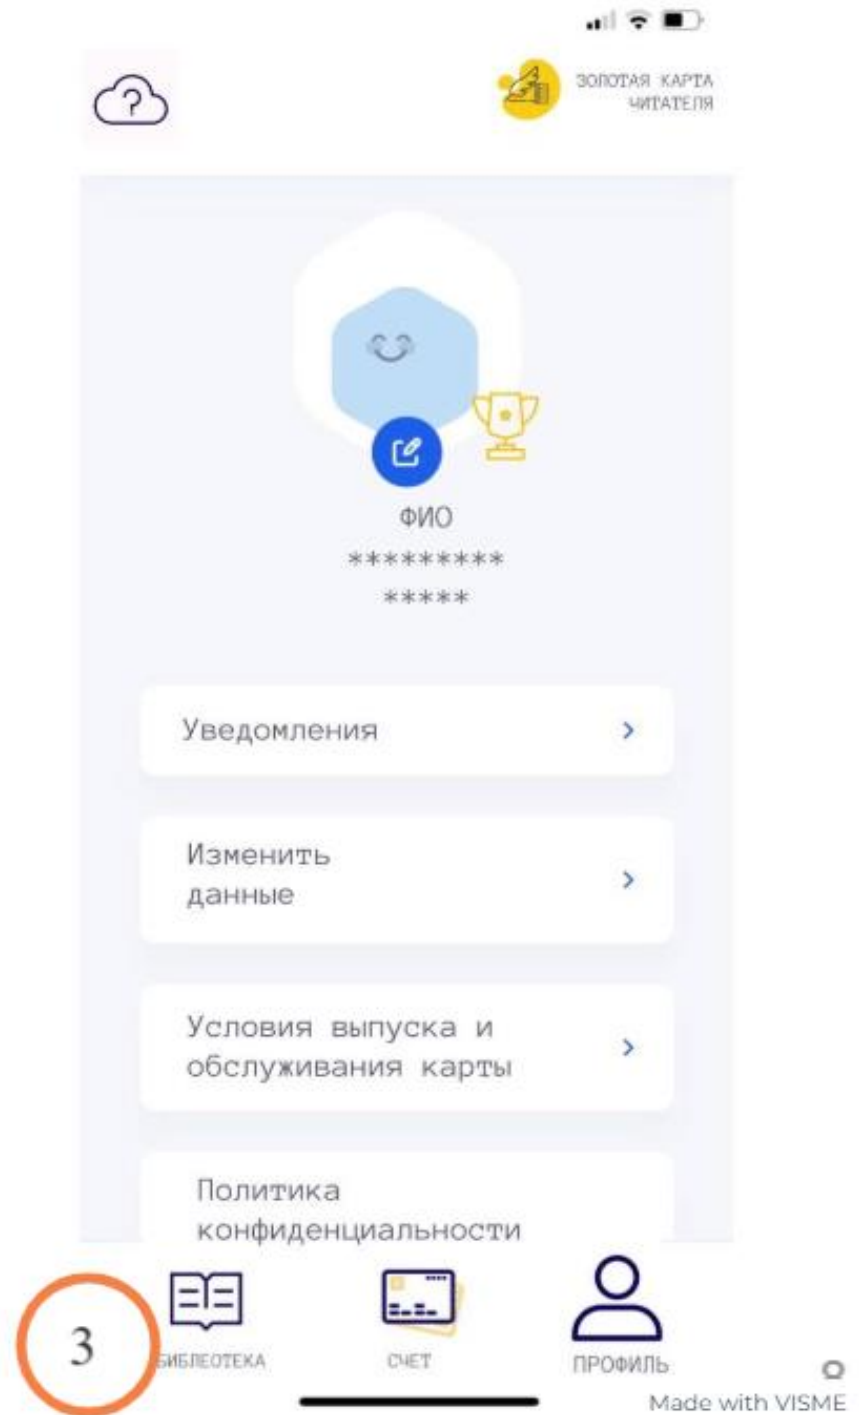 ЗОЛОТАЯ КАРТА
ЧИТАТЕЛЯ
ФИО
*********
*****
Уведомления
Изменить
данные
Условия выпуска и
обслуживания карты
Политика
конфиденциальности
3
БИБЛЕОТЕКА
СЧЕТ
ПРОФИЛЬ
Made with VISME